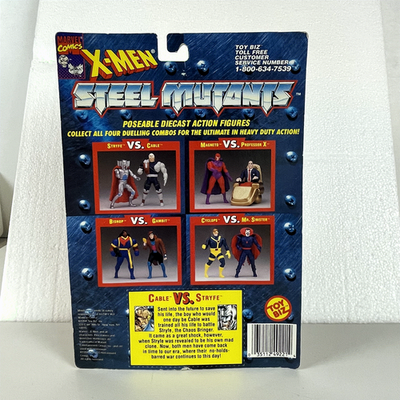 MARVEL
COMICS
X-MEN
TOY BIZ
TOLL FREE
CUSTOMER
SERVICE NUMBER
1-800-634-7539
STEEL MUTANTS
POSEABLE DIECAST ACTION FIGURES
COLLECT ALL FOUR DUELLING COMBOS FOR THE ULTIMATE IN HEAVY DUTY ACTION!
STRYFE VS. CABLE
MAGNETO VS. PROFESSOR X
BISHOP VS. GAMBIT
CYCLOPS VS. MR. SINISTER
CABLE VS. STRYFE
Sent into the future to save
his life, the boy who would
one day be Cable was
trained all his life to battle
Stryfe, the Chaos Bringer.
It came as a great shock, however,
when Stryfe was revealed to be his own mad
clone. Now, both men have come back
in time to our era, where their no-holds-
barred war continues to this day!
TOY
BIZ